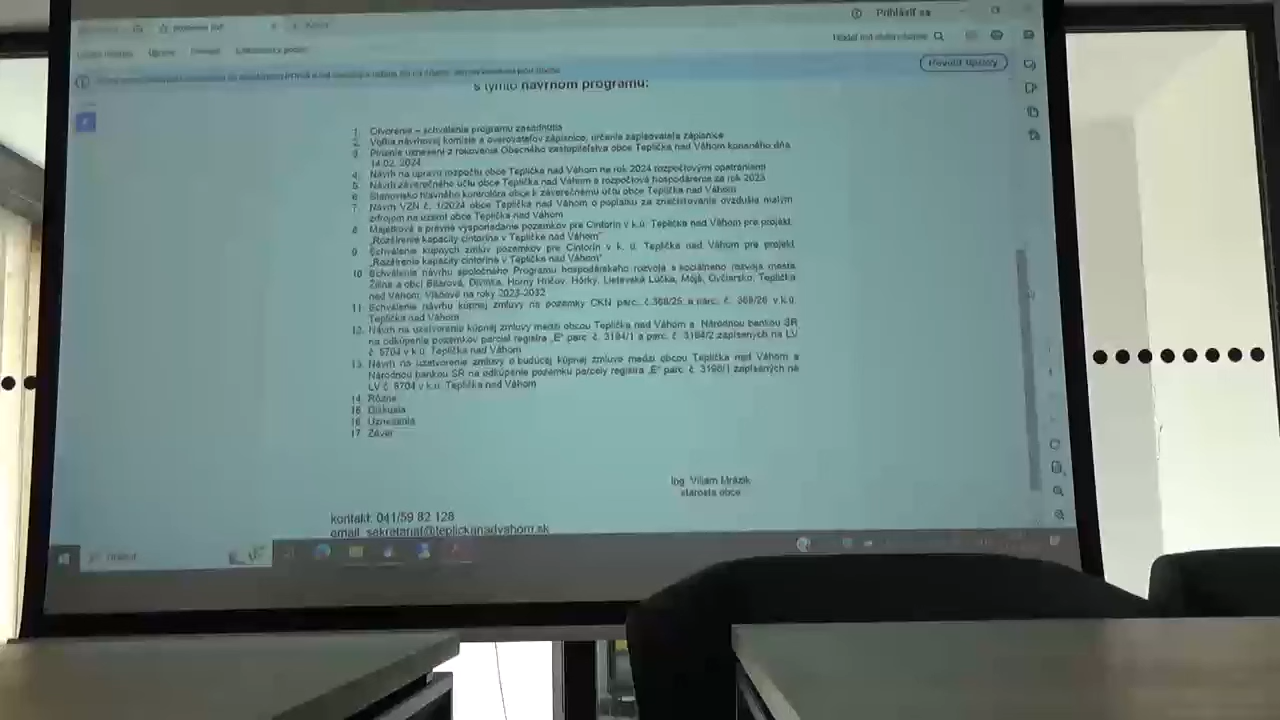 Prihlásiť sa
Povoliť úpravy
s týmto návrhom programu:
1. Otvorenie – schválenie programu zasadnutia
2. Voľba návrhovej komisie a overovateľov zápisnice, určenie zapisovateľa zápisnice
3. Plnenie uznesení z rokovania Obecného zastupiteľstva obce Teplička nad Váhom konaného dňa
14.02. 2024
4. Návrh na úpravu rozpočtu obce Teplička nad Váhom na rok 2024 rozpočtovými opatreniami
5. Návrh záverečného účtu obce Teplička nad Váhom a rozpočtové hospodárenie za rok 2023
6. Stanovisko hlavného kontrolóra obce k záverečnému účtu obce Teplička nad Váhom
7. Návrh VZN č. 1/2024 obce Teplička nad Váhom o poplatku za znečisťovanie ovzdušia malým
zdrojom na území obce Teplička nad Váhom
8. Majetkové a právne vysporiadanie pozemkov pre Cintorín v k.ú. Teplička nad Váhom pre projekt
„Rozšírenie kapacity cintorína v Tepličke nad Váhom"
9. Schválenie kúpnych zmlúv pozemkov pre Cintorín v k. ú. Teplička nad Váhom pre projekt
„Rozšírenie kapacity cintorína v Tepličke nad Váhom"
10. Schválenie návrhu spoločného Programu hospodárskeho rozvoja a sociálneho rozvoja mesta
Žilina a obcí Bitarová, Divinka, Horný Hričov, Hôrky, Lietavská Lúčka, Mojš, Ovčiarsko, Teplička
nad Váhom, Višňové na roky 2023-2032
11. Schválenie návrhu kúpnej zmluvy na pozemky CKN parc. č.368/25 a parc. č. 369/26 v k.ú.
Teplička nad Váhom
12. Návrh na uzatvorenie kúpnej zmluvy medzi obcou Teplička nad Váhom a Národnou bankou SR
na odkúpenie pozemkov parciel registra „E" parc. č. 3194/1 a parc. č. 3194/2 zapísaných na LV
č. 5704 v k.ú. Teplička nad Váhom
13. Návrh na uzatvorenie zmluvy o budúcej kúpnej zmluve medzi obcou Teplička nad Váhom a
Národnou bankou SR na odkúpenie pozemku parcely registra „E" parc. č. 3196/1 zapísaných na
LV č. 5704 v k.ú. Teplička nad Váhom
14. Rôzne
15. Diskusia
16. Uznesenia
17. Záver
Ing. Viliam Mrázik
starosta obce
kontakt: 041/59 82 128
email: sekretariat@teplickanadvahom.sk